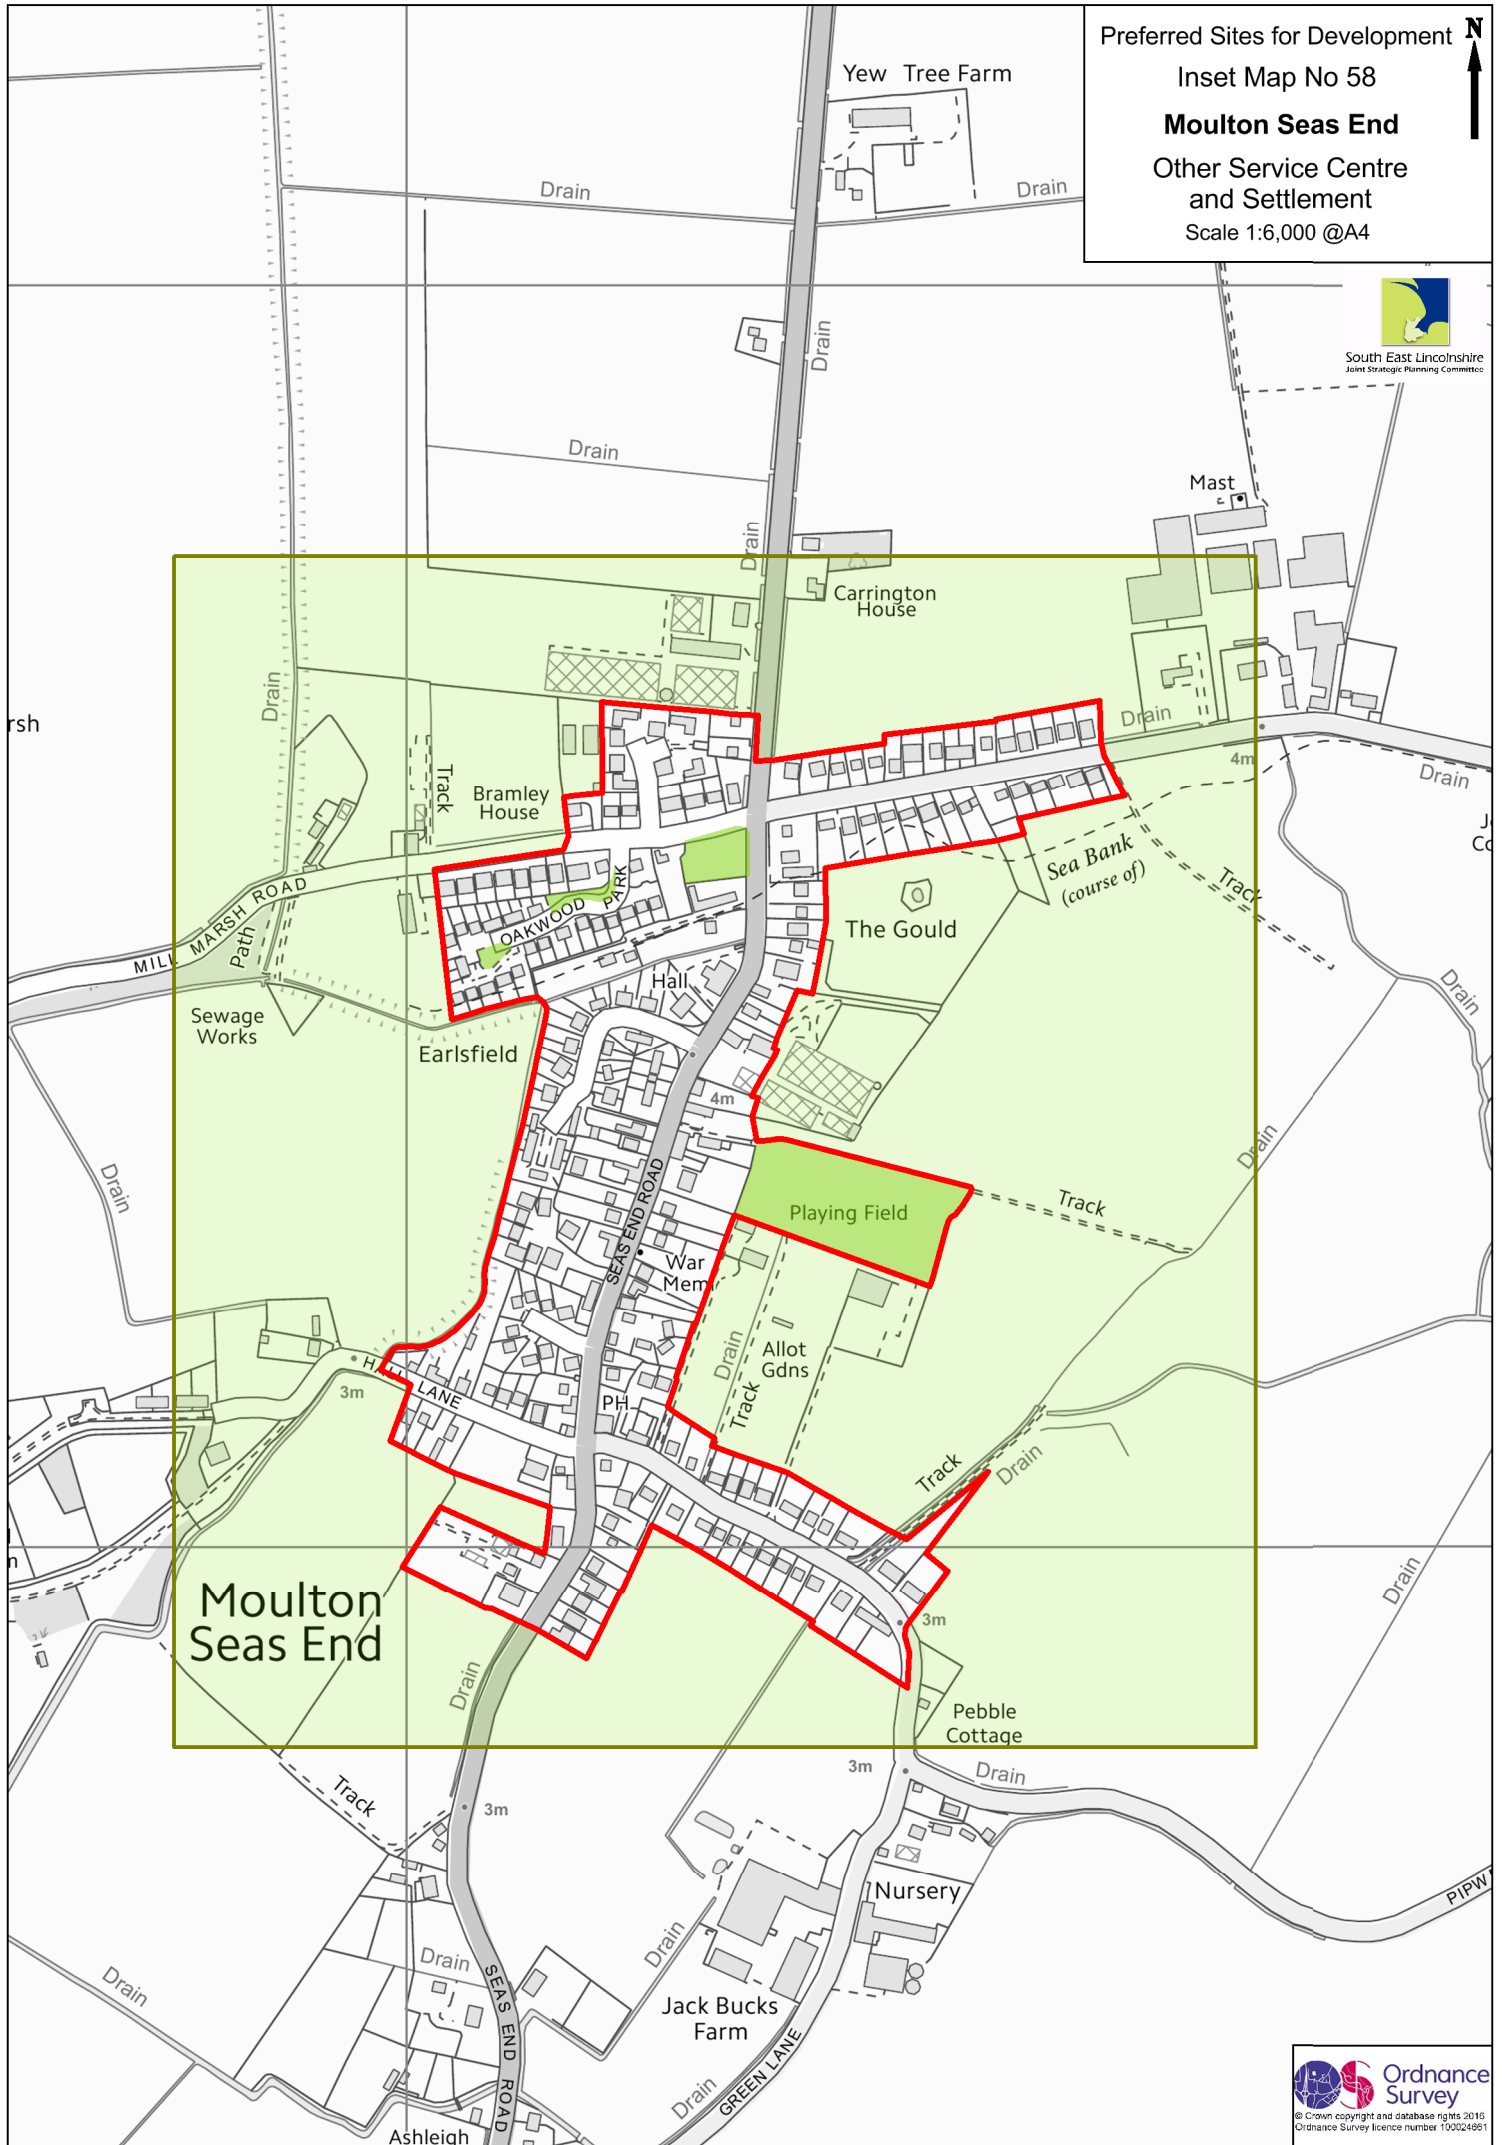 Preferred Sites for Development
N
Inset Map No 58
Moulton Seas End
Other Service Centre
and Settlement
Scale 1:6,000 @A4
South East Lincolnshire
Joint Strategic Planning Committee
Yew Tree Farm
Drain
Drain
Drain
Drain
Drain
Mast
Carrington
House
Drain
rsh
Drain
4m
Drain
Track
Bramley
House
Sea Bank
(course of)
Track
MILL MARSH ROAD
Path
OAKWOOD PARK
The Gould
Hall
Drain
Sewage
Works
Earlsfield
4m
Drain
Drain
Playing Field
Track
SEAS END ROAD
War
Mem
Drain
Allot
Gdns
Track
HALL LANE
3m
PH
Track
Drain
Drain
Moulton
Seas End
3m
Drain
Pebble
Cottage
3m
Drain
Track
3m
Nursery
PIPW
Drain
Drain
Drain
SEAS END ROAD
Jack Bucks
Farm
GREEN LANE
Drain
Ashleigh
Ordnance
Survey
© Crown copyright and database rights 2016
Ordnance Survey licence number 100024661